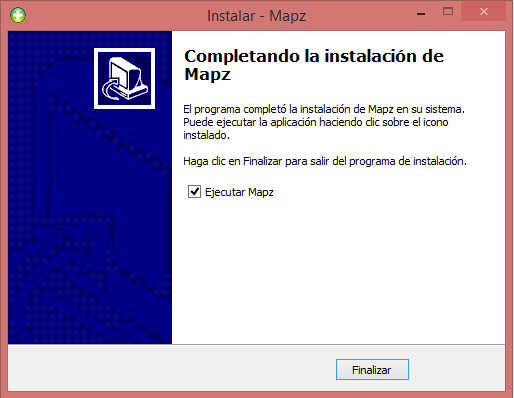 Instalar - Mapz
Completando la instalación de
Mapz
El programa completó la instalación de Mapz en su sistema.
Puede ejecutar la aplicación haciendo clic sobre el icono
instalado.
Haga clic en Finalizar para salir del programa de instalación.
Ejecutar Mapz
Finalizar